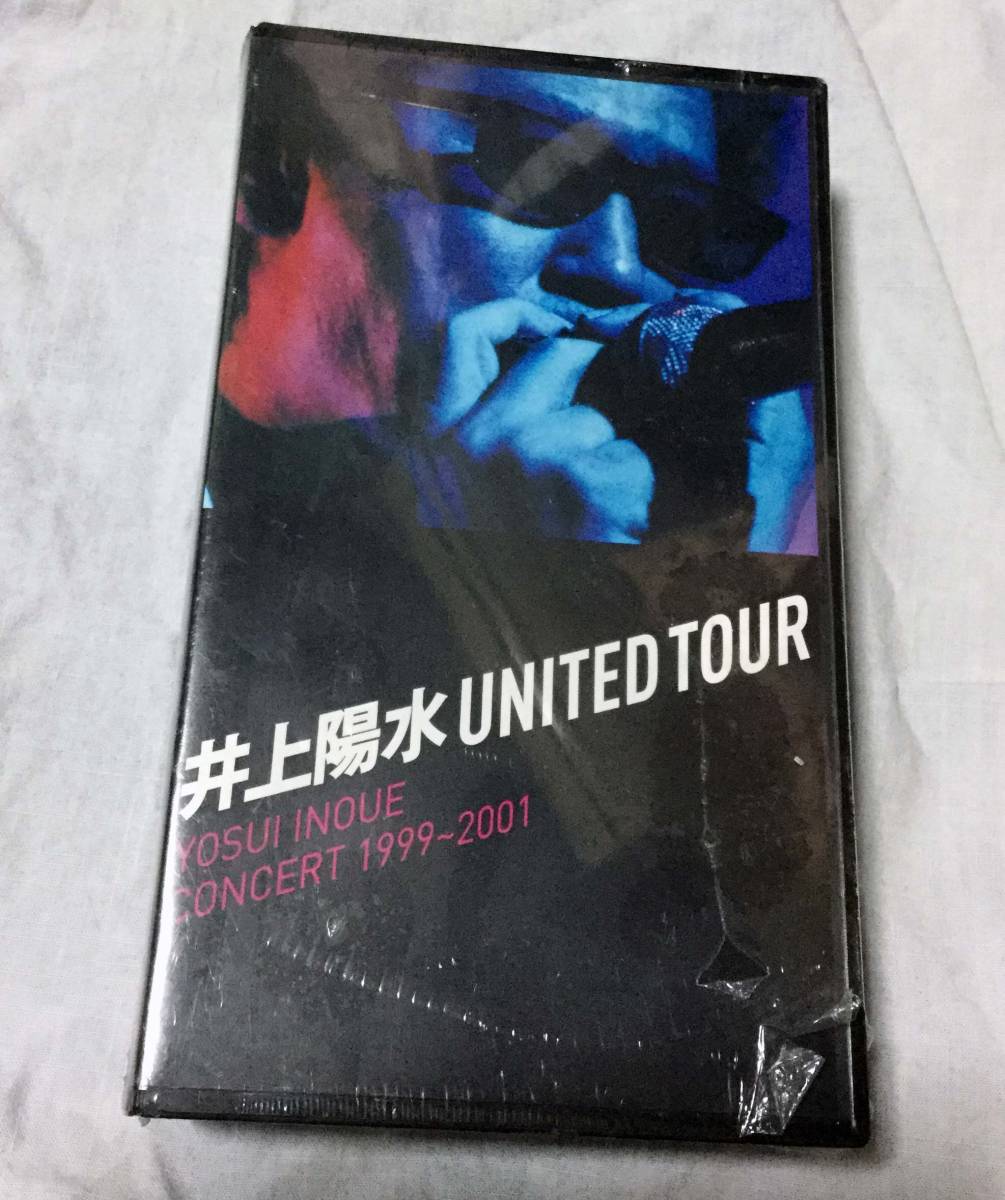 井上陽水 UNITED TOUR
YOSUI INOUE
CONCERT 1999~2001